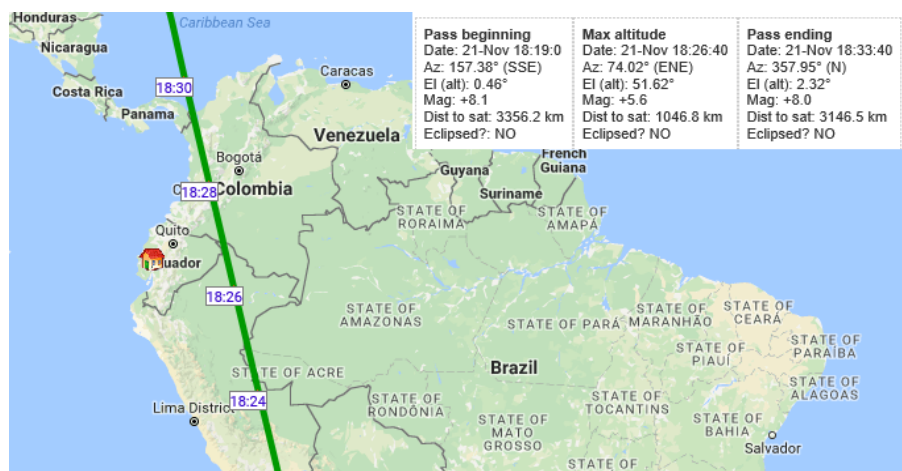 Honduras
Caribbean Sea
Nicaragua
Costa Rica
Panama
18:30
Caracas
Venezuela
Bogotá
18:28
Colombia
Guyana
Suriname
French
Guiana
STATE OF
RORAIMA
STATE OF
AMAPÁ
Quito
uador
18:26
STATE OF
AMAZONAS
STATE OF PARÁ
STATE OF
MARANHÃO
STATE OF
CEARÁ
STATE OF
PIAUÍ
STATE OF
PARAÍBA
STATE OF ACRE
Brazil
STATE OF
ALAGOAS
18:24
Lima District
STATE OF
RONDÔNIA
STATE OF
TOCANTINS
STATE OF
MATO
GROSSO
STATE OF
BAHIA
Salvador
STATE OF
Pass beginning
Date: 21-Nov 18:19:0
Az: 157.38° (SSE)
El (alt): 0.46°
Mag: +8.1
Dist to sat: 3356.2 km
Eclipsed?: NO
Max altitude
Date: 21-Nov 18:26:40
Az: 74.02° (ENE)
El (alt): 51.62°
Mag: +5.6
Dist to sat: 1046.8 km
Eclipsed? NO
Pass ending
Date: 21-Nov 18:33:40
Az: 357.95° (N)
El (alt): 2.32°
Mag: +8.0
Dist to sat: 3146.5 km
Eclipsed? NO